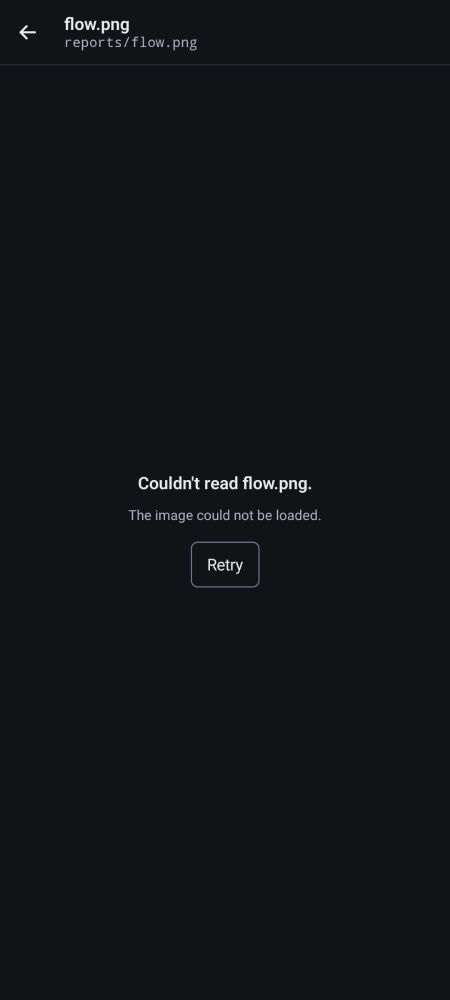 flow.png
reports/flow.png
Couldn't read flow.png.
The image could not be loaded.
Retry